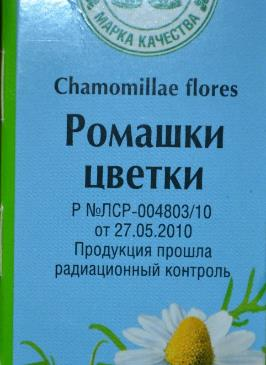 МАРКА КАЧЕСТВА
Chamomillae flores
Ромашки
цветки
Р №ЛСР-004803/10
от 27.05.2010
Продукция прошла
радиационный контроль